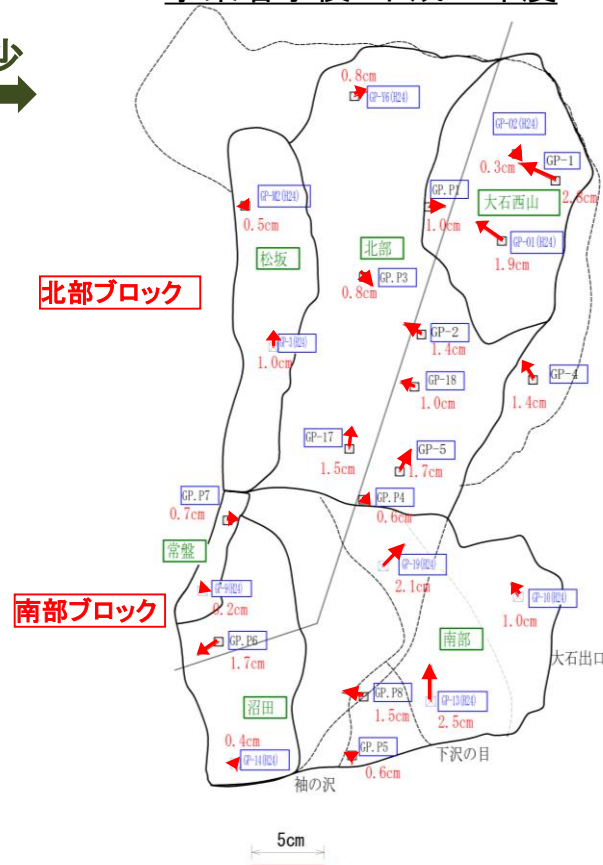 少
0.8cm
GP-Y6(H24)
GP-O2(H24)
0.3cm
GP-1
2.8cm
GP-M2(H24)
0.5cm
GP.P1
1.0cm
大石西山
松坂
北部
GP-O1(H24)
1.9cm
北部ブロック
GP.P3
0.8cm
GP-3(H24)
1.0cm
GP-2
1.4cm
GP-18
1.0cm
GP-4
1.4cm
GP-17
1.5cm
GP-5
1.7cm
GP.P7
0.7cm
GP.P4
0.6cm
常盤
GP-9(H24)
0.2cm
GP-19(H24)
2.1cm
GP-10(H24)
1.0cm
南部ブロック
GP.P6
1.7cm
南部
大石出口
沼田
GP.P8
1.5cm
GP-13(H24)
2.5cm
0.4cm
GP-14(H24)
GP.P5
0.6cm
下沢の目
袖の沢
5cm